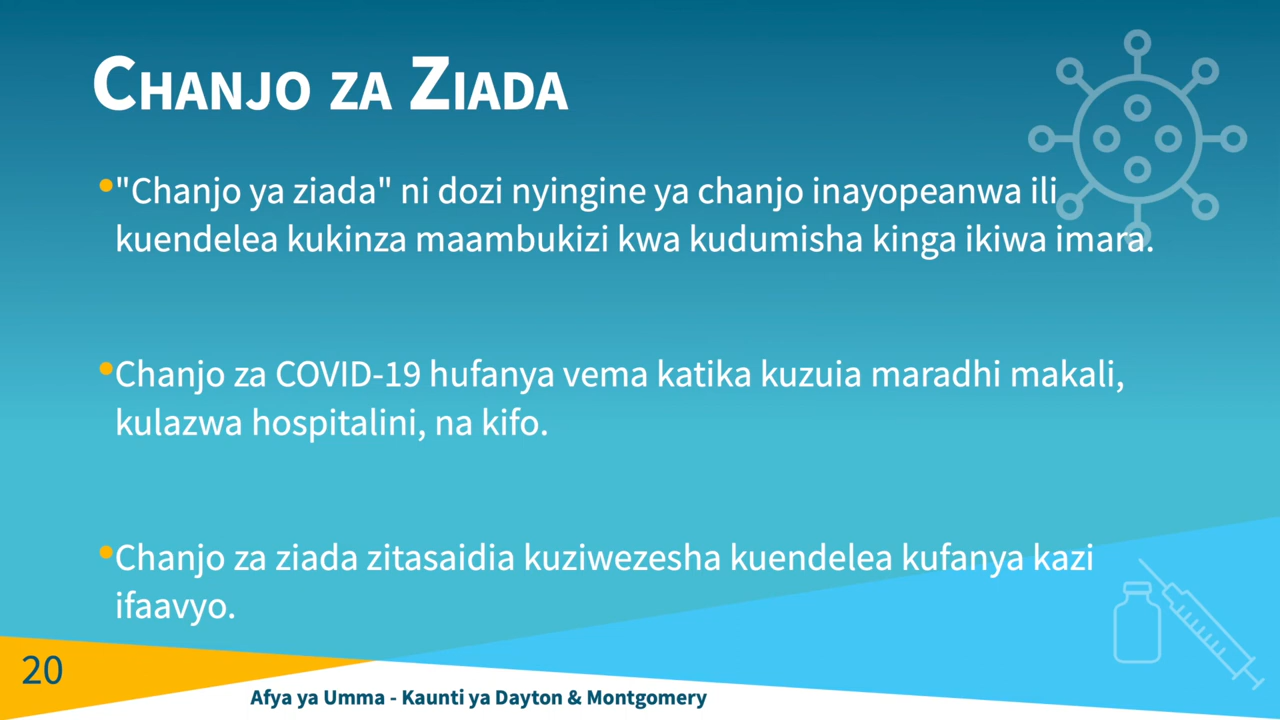 Chanjo za Ziada
•"Chanjo ya ziada" ni dozi nyingine ya chanjo inayopeanwa ili
kuendelea kukinza maambukizi kwa kudumisha kinga ikiwa imara.
•Chanjo za COVID-19 hufanya vema katika kuzuia maradhi makali,
kulazwa hospitalini, na kifo.
•Chanjo za ziada zitasaidia kuziwezesha kuendelea kufanya kazi
ifaavyo.
20
Afya ya Umma - Kaunti ya Dayton & Montgomery